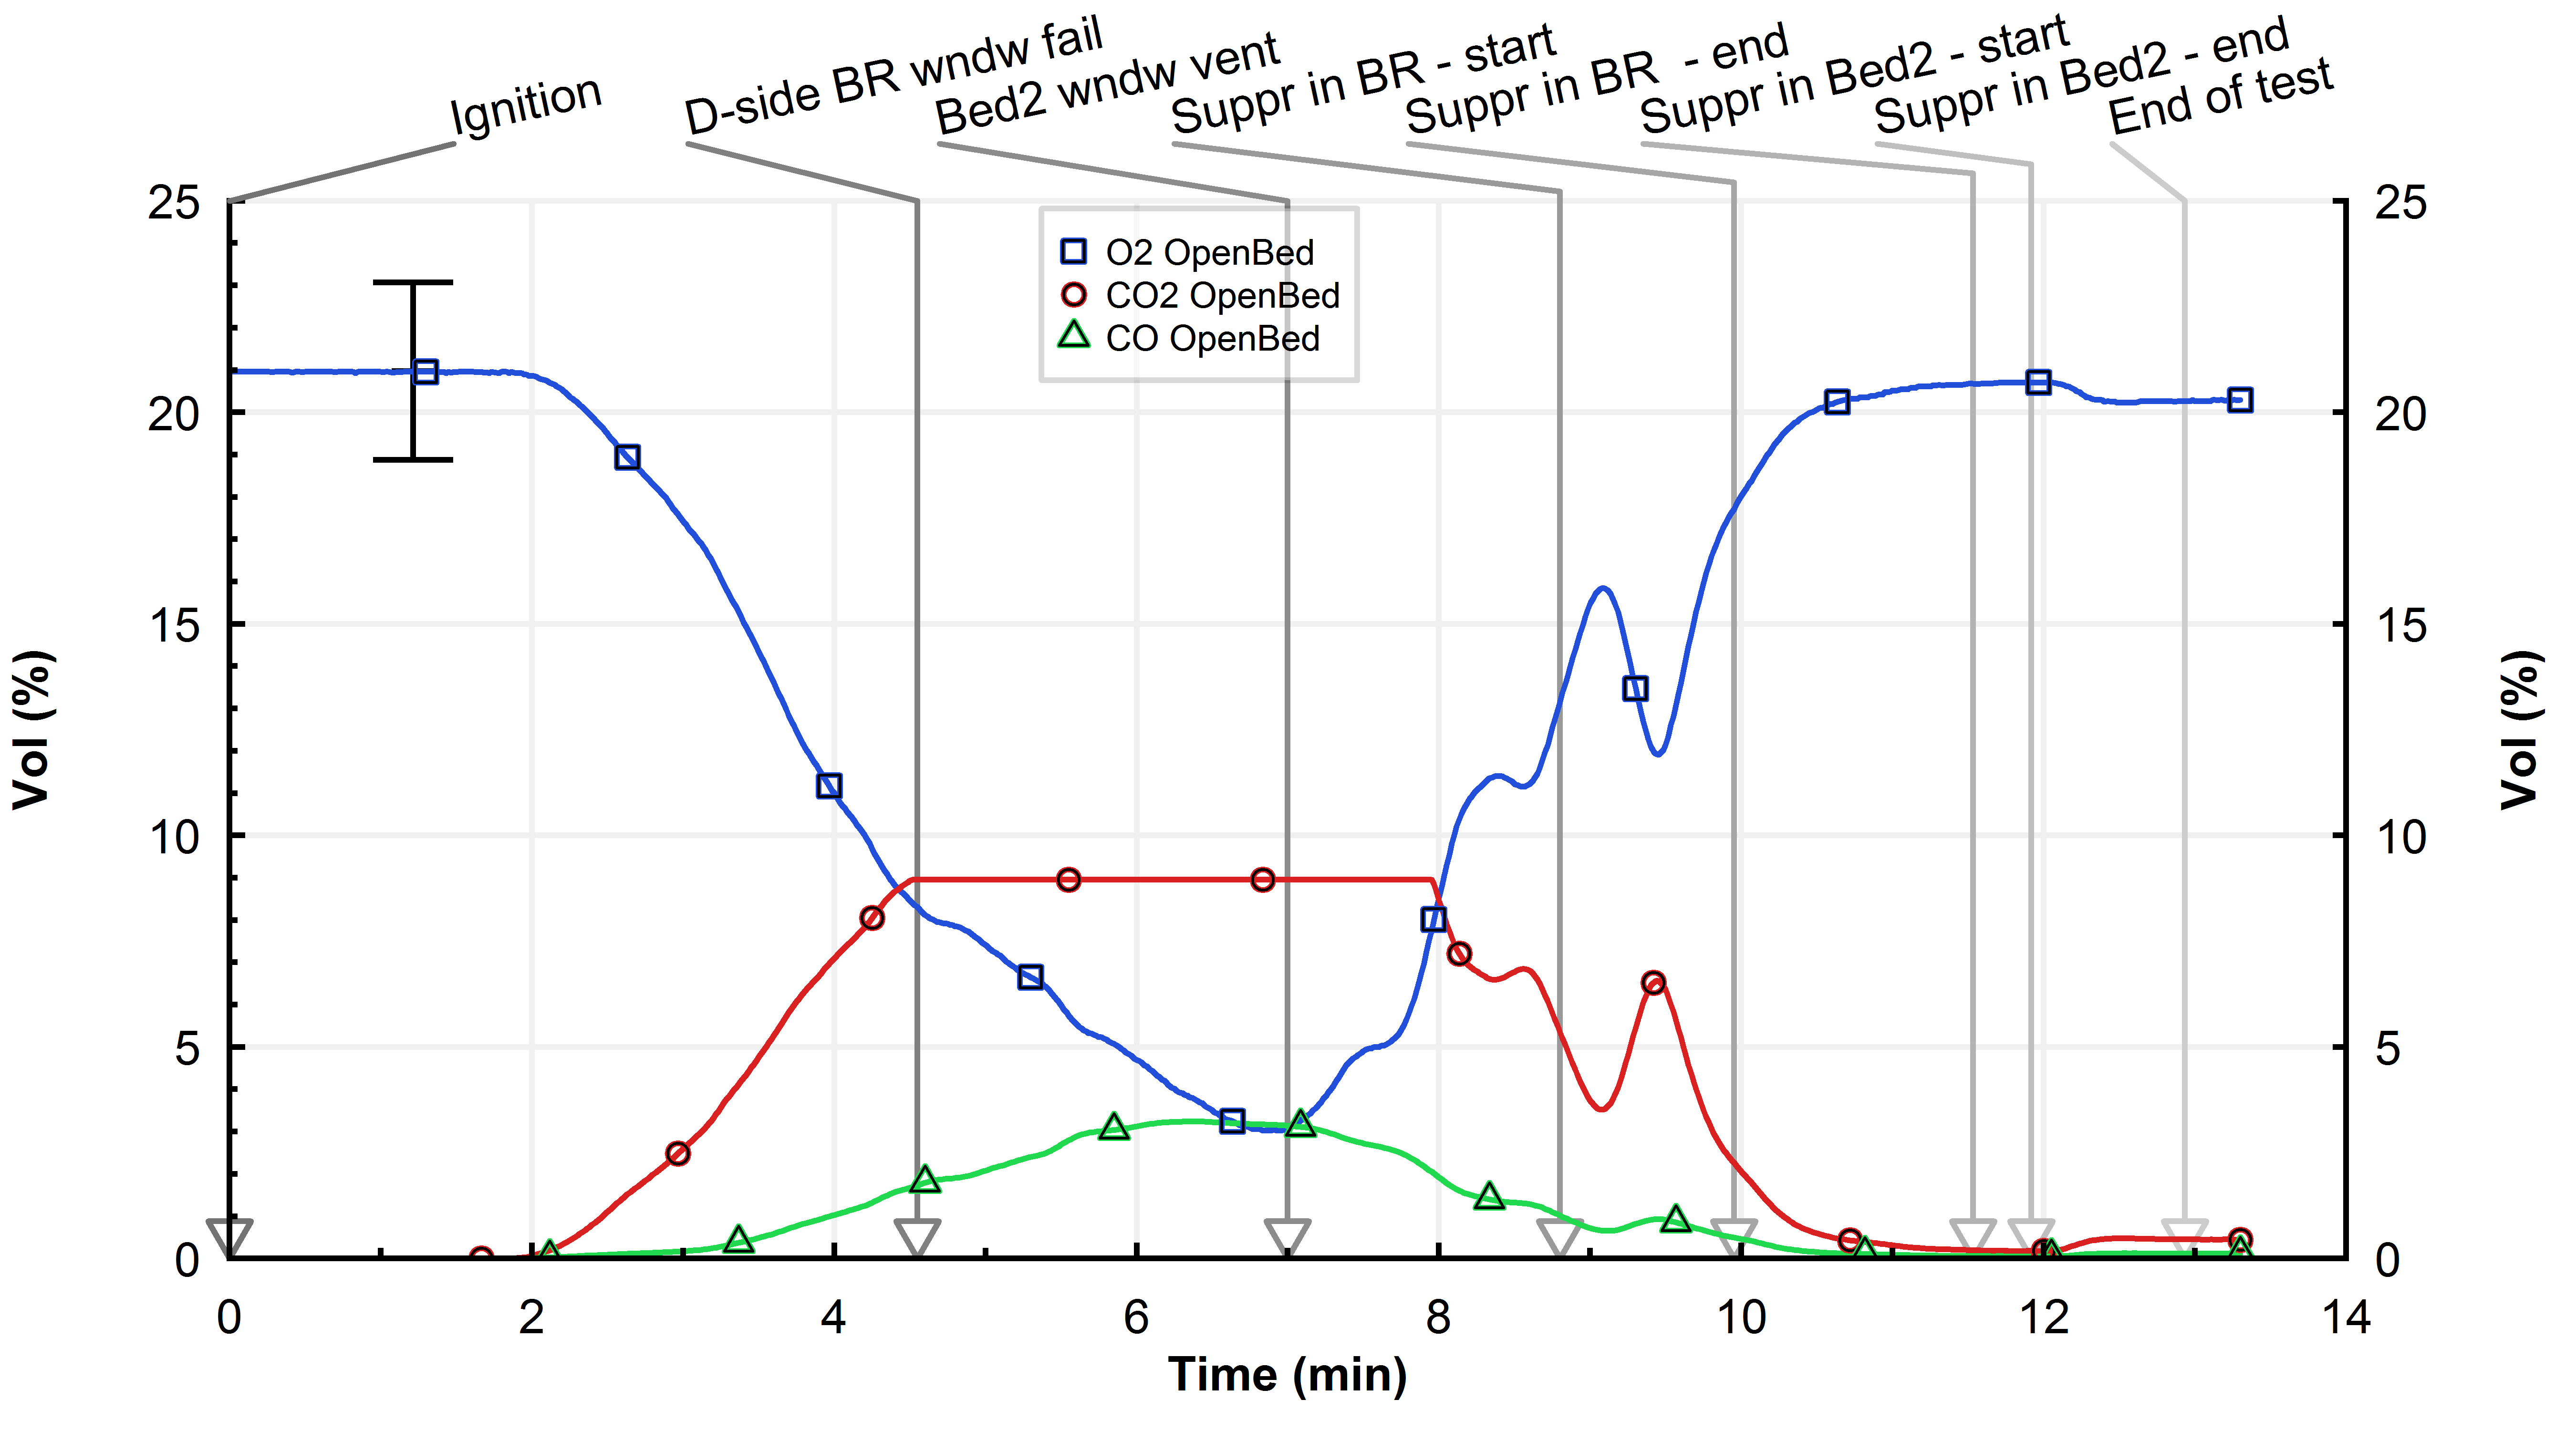 Ignition
D-side BR wndw fail
Bed2 wndw vent
Suppr in BR - start
Suppr in BR  - end
Suppr in Bed2 - start
Suppr in Bed2 - end
End of test
25
20
15
10
5
0
25
20
15
10
5
0
Vol (%)
Vol (%)
O2 OpenBed
CO2 OpenBed
CO OpenBed
0 2 4 6 8 10 12 14
Time (min)